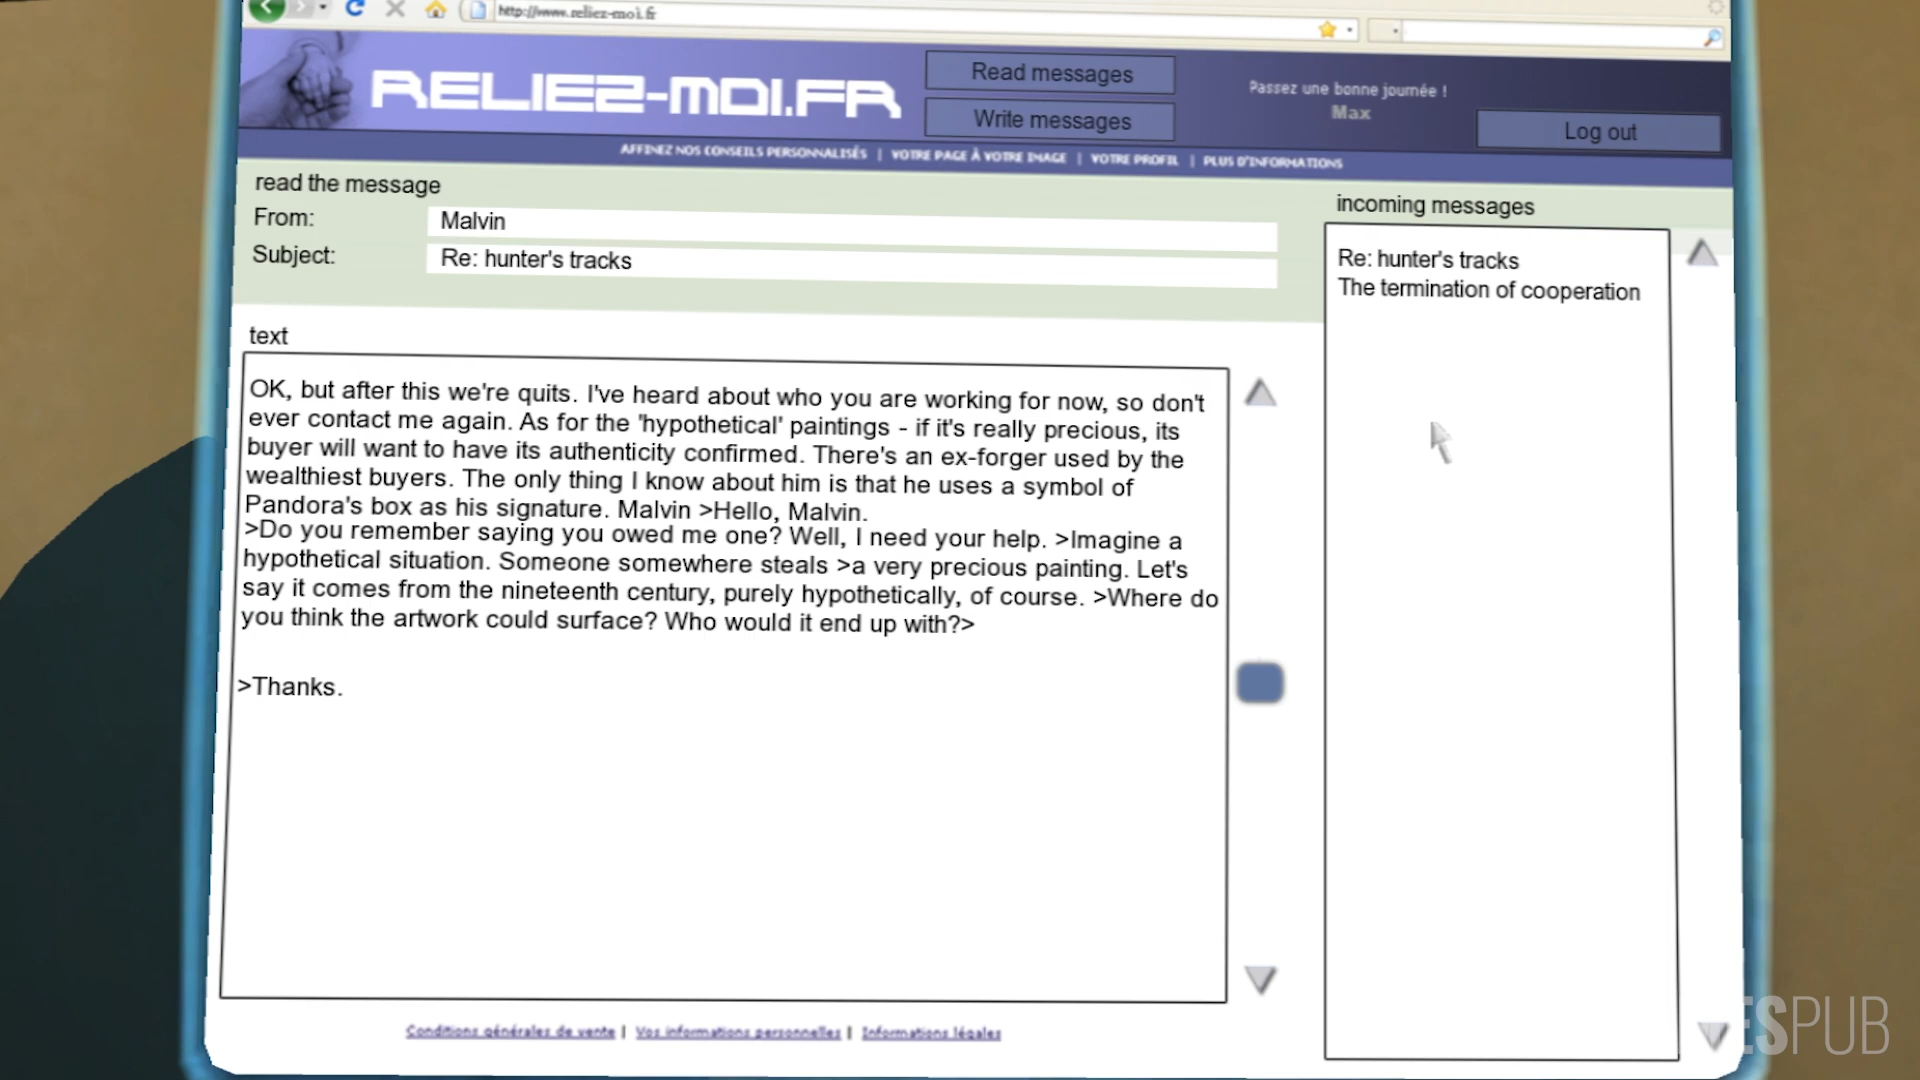 http://www.reliez-moi.fr
RELIEZ-MOI.FR
Read messages
Write messages
Passez une bonne journée !
Max
Log out
AFFINEZ NOS CONSEILS PERSONNALISÉS | VOTRE PAGE À VOTRE IMAGE | VOTRE PROFIL | PLUS D'INFORMATIONS
read the message
From:
Malvin
Subject:
Re: hunter's tracks
text
OK, but after this we're quits. I've heard about who you are working for now, so don't
ever contact me again. As for the 'hypothetical' paintings - if it's really precious, its
buyer will want to have its authenticity confirmed. There's an ex-forger used by the
wealthiest buyers. The only thing I know about him is that he uses a symbol of
Pandora's box as his signature. Malvin >Hello, Malvin.
>Do you remember saying you owed me one? Well, I need your help. >Imagine a
hypothetical situation. Someone somewhere steals >a very precious painting. Let's
say it comes from the nineteenth century, purely hypothetically, of course. >Where do
you think the artwork could surface? Who would it end up with?>
>Thanks.
incoming messages
Re: hunter's tracks
The termination of cooperation
Conditions générales de vente | Vos informations personnelles | Informations légales
ESPUB